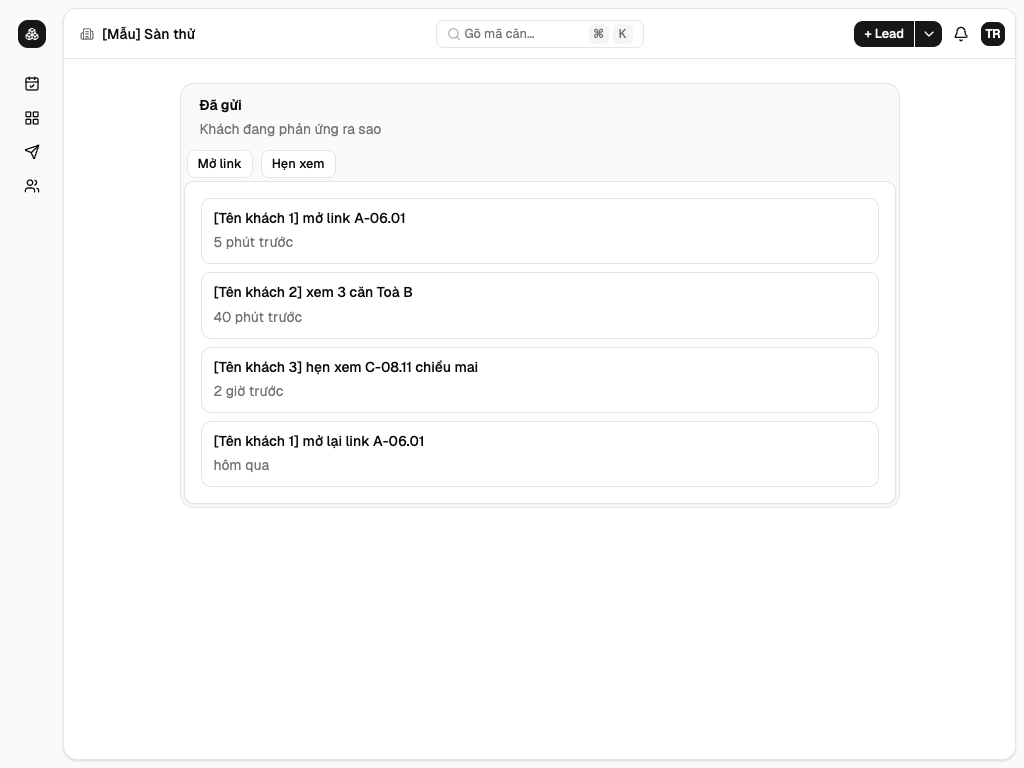 [Mẫu] Sàn thử
Gõ mã căn...
⌘ K
+ Lead
TR
Đã gửi
Khách đang phản ứng ra sao
Mở link
Hẹn xem
[Tên khách 1] mở link A-06.01
5 phút trước
[Tên khách 2] xem 3 căn Toà B
40 phút trước
[Tên khách 3] hẹn xem C-08.11 chiều mai
2 giờ trước
[Tên khách 1] mở lại link A-06.01
hôm qua